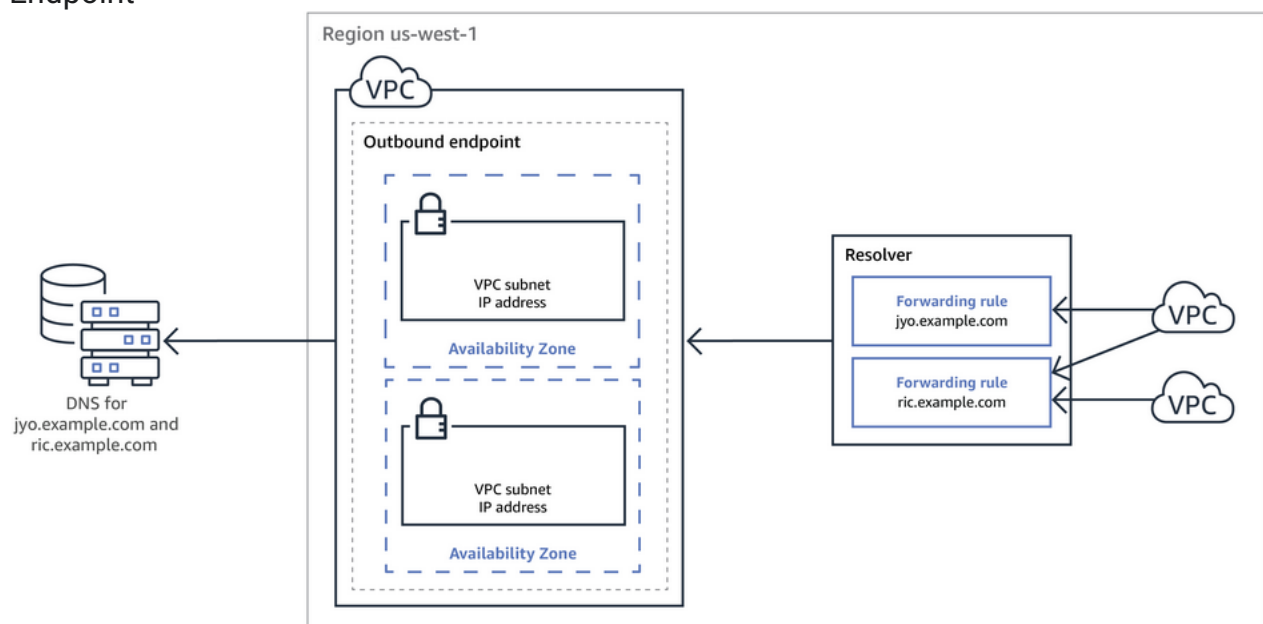 Endpoint
Region us-west-1
VPC
Outbound endpoint
VPC subnet
IP address
Availability Zone
VPC subnet
IP address
Availability Zone
DNS for
jyo.example.com and
ric.example.com
Resolver
Forwarding rule
jyo.example.com
Forwarding rule
ric.example.com
VPC
VPC